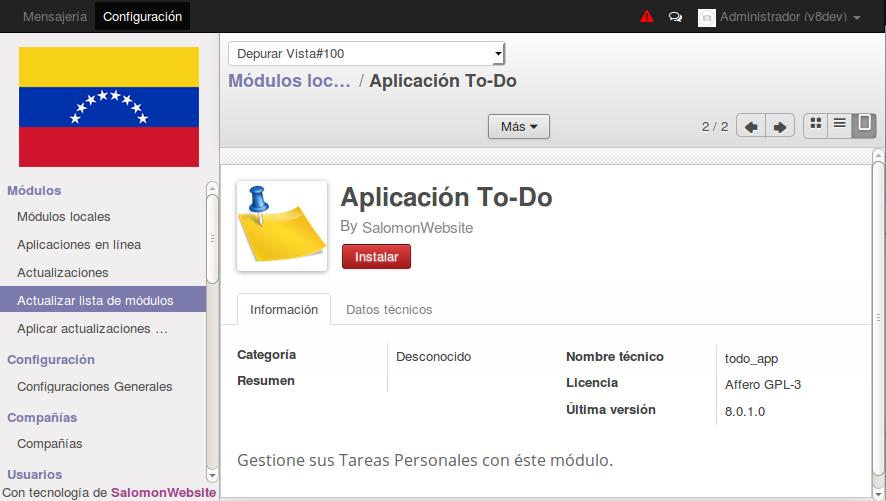 Mensajería Configuración Administrador (v8dev)
Depurar Vista#100
Módulos loc... / Aplicación To-Do
Más 2 / 2
Módulos
Módulos locales
Aplicaciones en línea
Actualizaciones
Actualizar lista de módulos
Aplicar actualizaciones ...
Configuración
Configuraciones Generales
Compañías
Compañías
Usuarios
Con tecnología de SalomonWebsite
Aplicación To-Do
By SalomonWebsite
Instalar
Información Datos técnicos
Categoría Desconocido
Resumen
Nombre técnico todo_app
Licencia Affero GPL-3
Última versión 8.0.1.0
Gestione sus Tareas Personales con éste módulo.